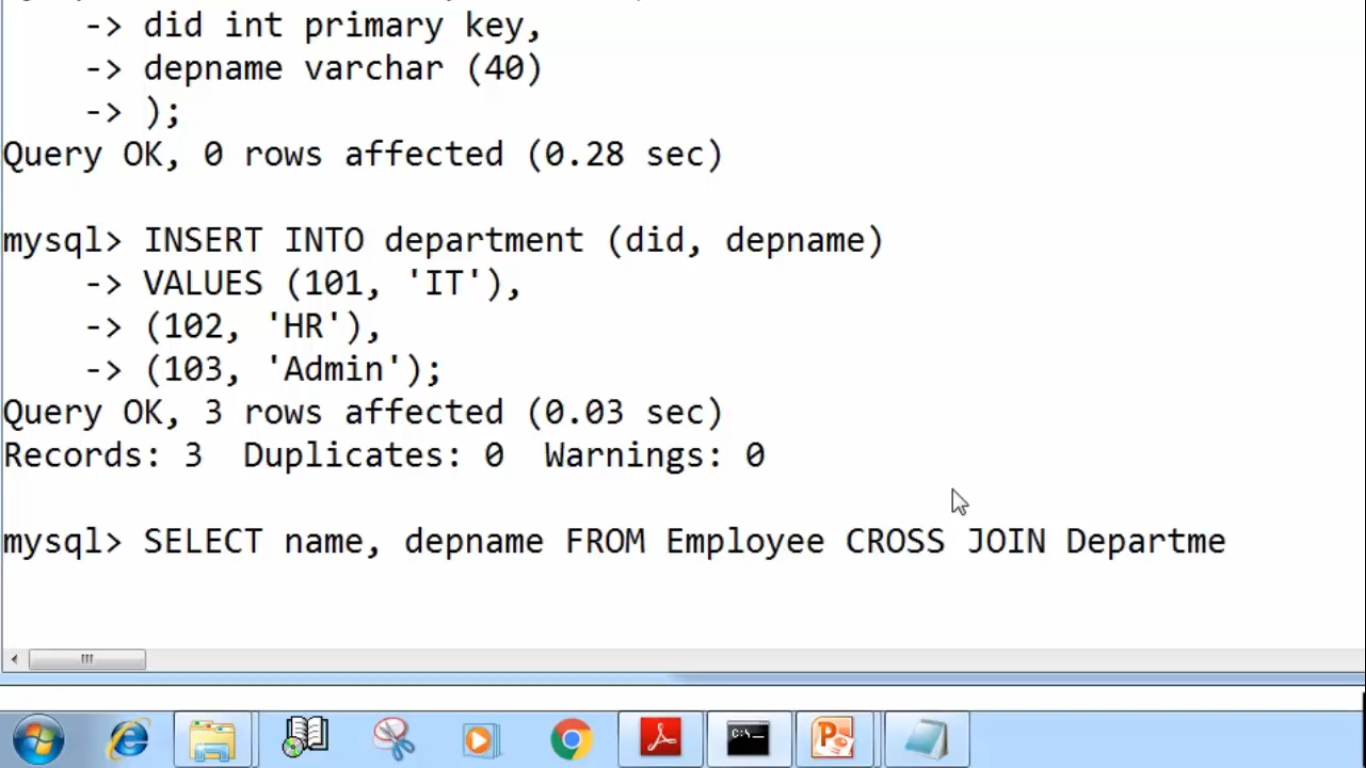 -> did int primary key,
-> depname varchar (40)
-> );
Query OK, 0 rows affected (0.28 sec)
mysql> INSERT INTO department (did, depname)
-> VALUES (101, 'IT'),
-> (102, 'HR'),
-> (103, 'Admin');
Query OK, 3 rows affected (0.03 sec)
Records: 3  Duplicates: 0  Warnings: 0
mysql> SELECT name, depname FROM Employee CROSS JOIN Departme
C:\_